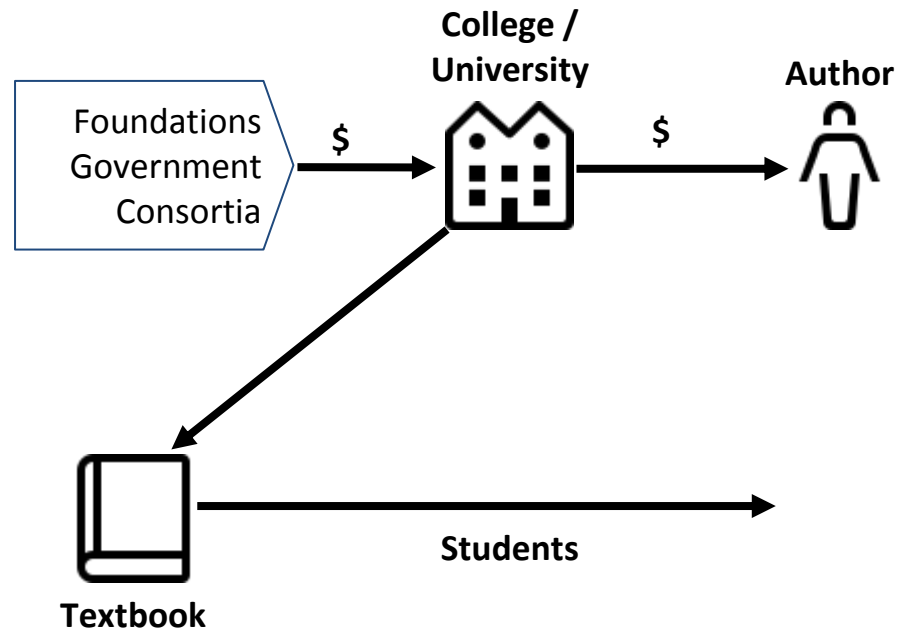 College /
University
Author
Foundations
Government
Consortia
$
$
Students
Textbook